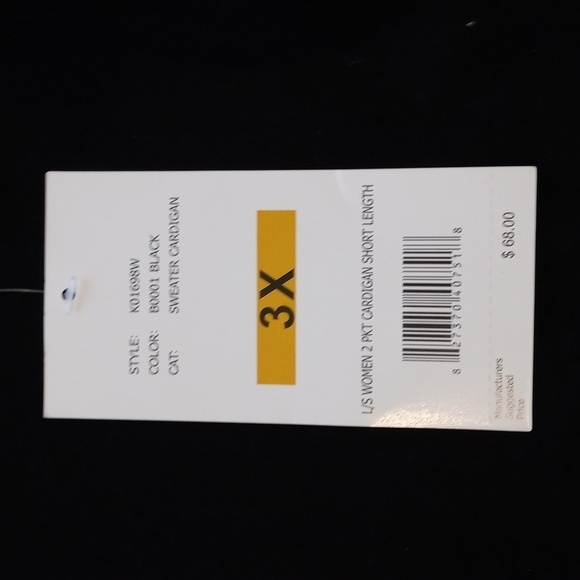 STYLE: K01698W
COLOR: B0001 BLACK
CAT: SWEATER CARDIGAN
3X
L/S WOMEN 2 PKT CARDIGAN SHORT LENGTH
8 27370 40751 8
Manufacturers
Suggested
Price
$ 68.00